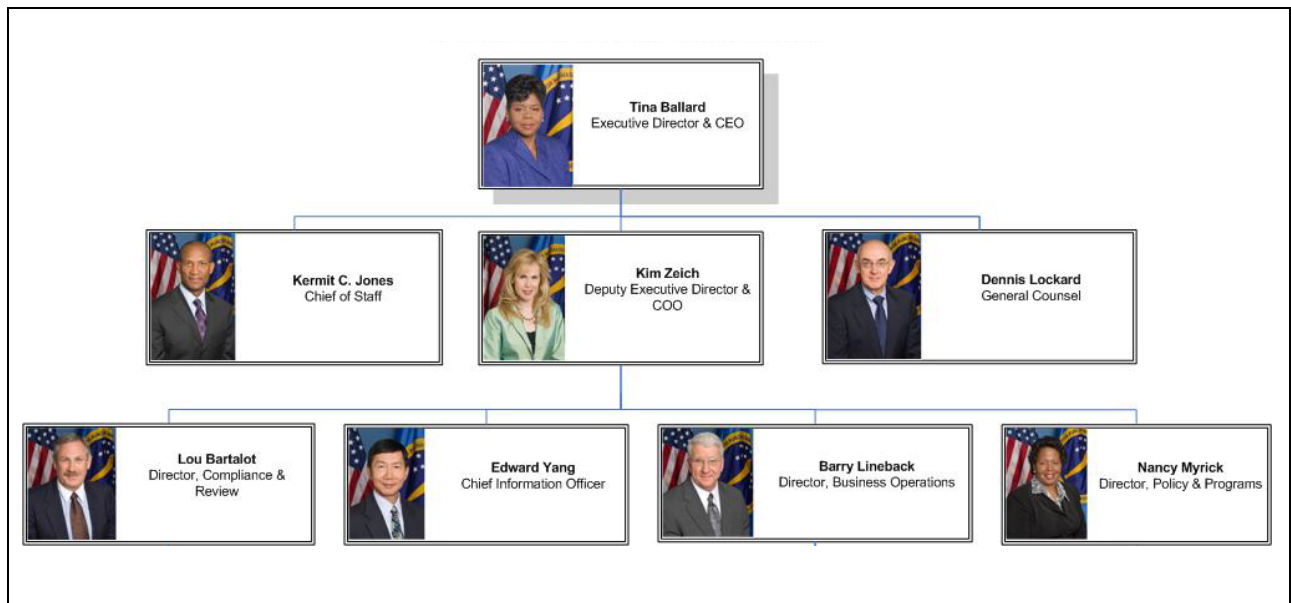 Tina Ballard
Executive Director & CEO
Kermit C. Jones
Chief of Staff
Kim Zeich
Deputy Executive Director &
COO
Dennis Lockard
General Counsel
Lou Bartalot
Director, Compliance &
Review
Edward Yang
Chief Information Officer
Barry Lineback
Director, Business Operations
Nancy Myrick
Director, Policy & Programs